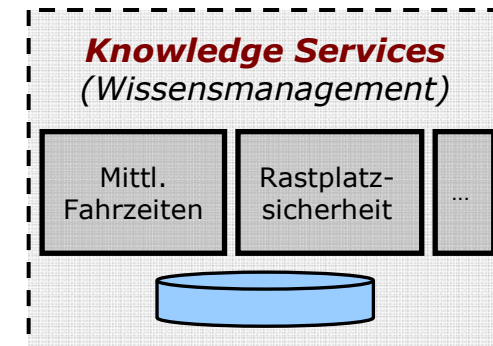 Knowledge Services
(Wissensmanagement)
Mittl.
Fahrzeiten
Rastplatz-
sicherheit
...